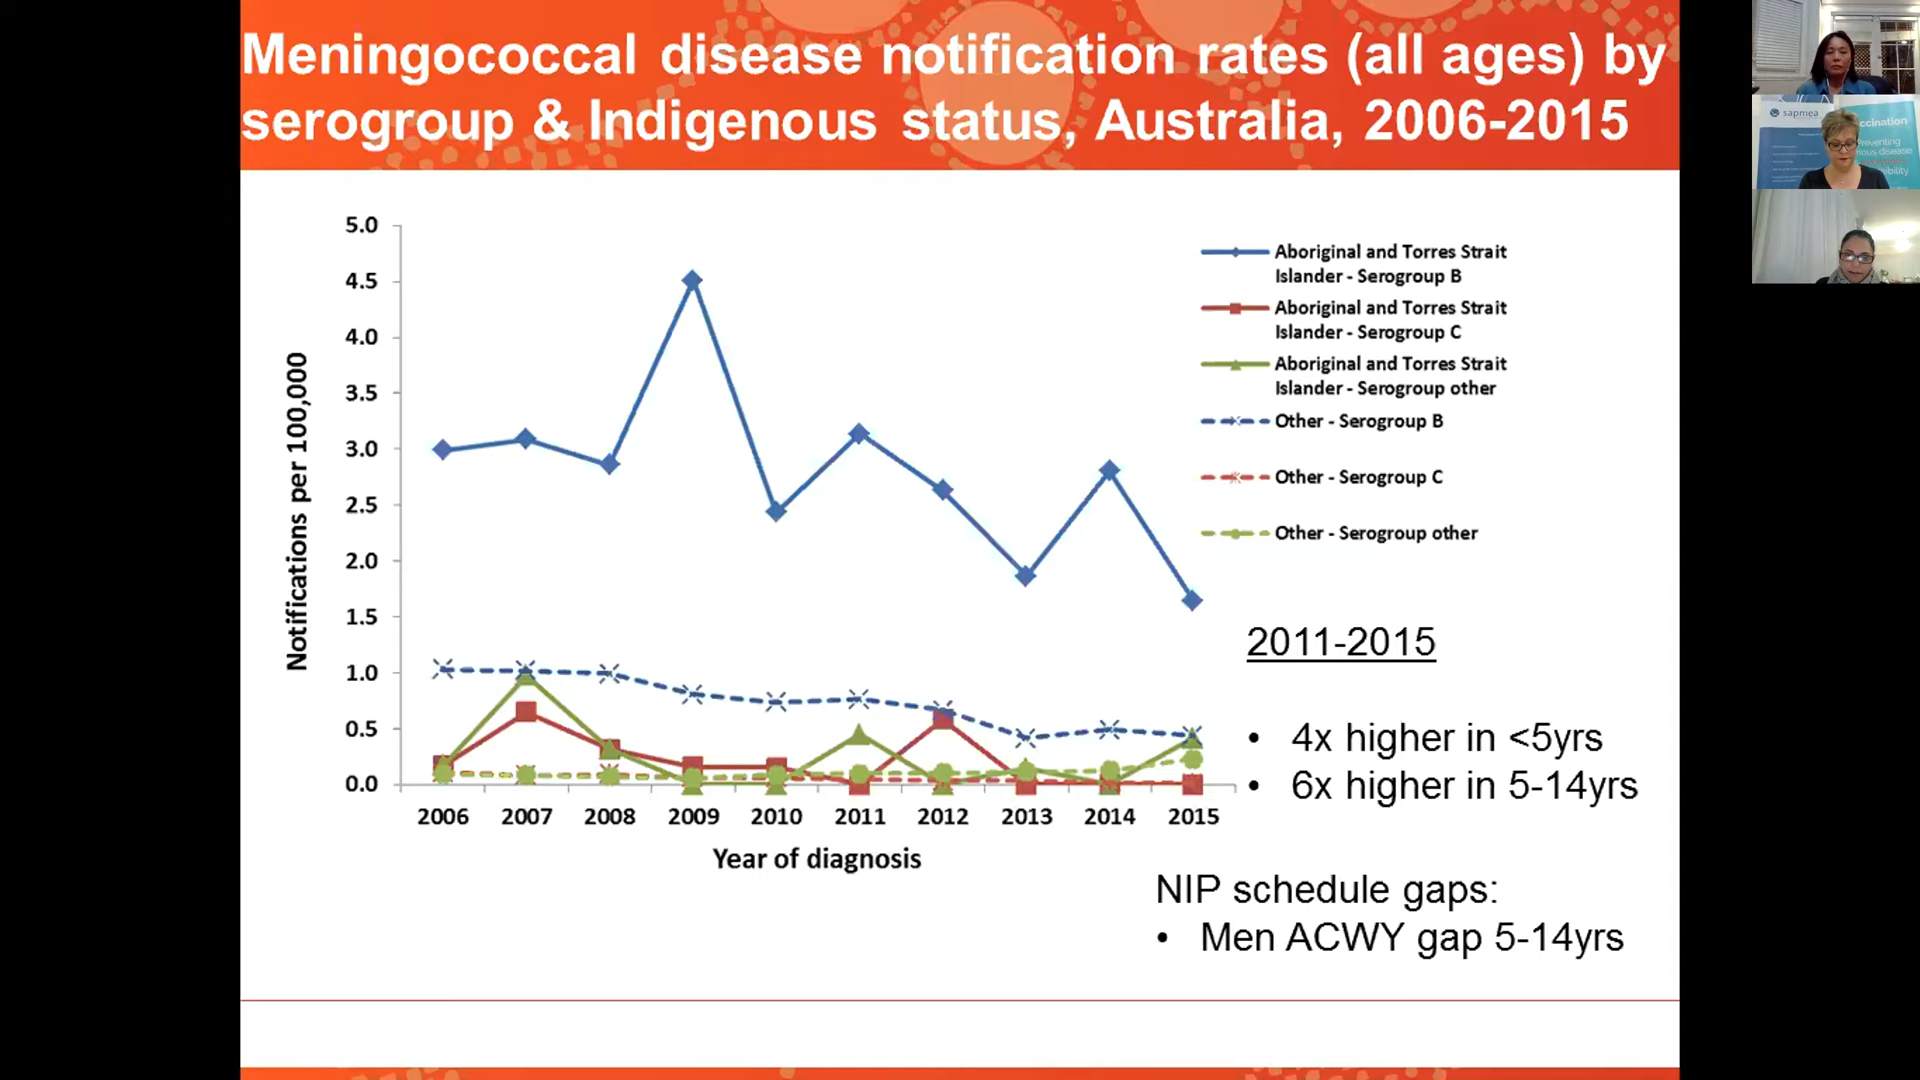 Meningococcal disease notification rates (all ages) by
serogroup & Indigenous status, Australia, 2006-2015
5.0
4.5
4.0
3.5
3.0
2.5
2.0
1.5
1.0
0.5
0.0
Notifications per 100,000
2006 2007 2008 2009 2010 2011 2012 2013 2014 2015
Year of diagnosis
Aboriginal and Torres Strait
Islander - Serogroup B
Aboriginal and Torres Strait
Islander - Serogroup C
Aboriginal and Torres Strait
Islander - Serogroup other
Other - Serogroup B
Other - Serogroup C
Other - Serogroup other
2011-2015
• 4x higher in <5yrs
• 6x higher in 5-14yrs
NIP schedule gaps:
• Men ACWY gap 5-14yrs
sapmea
ccination
Preventing
ious disease